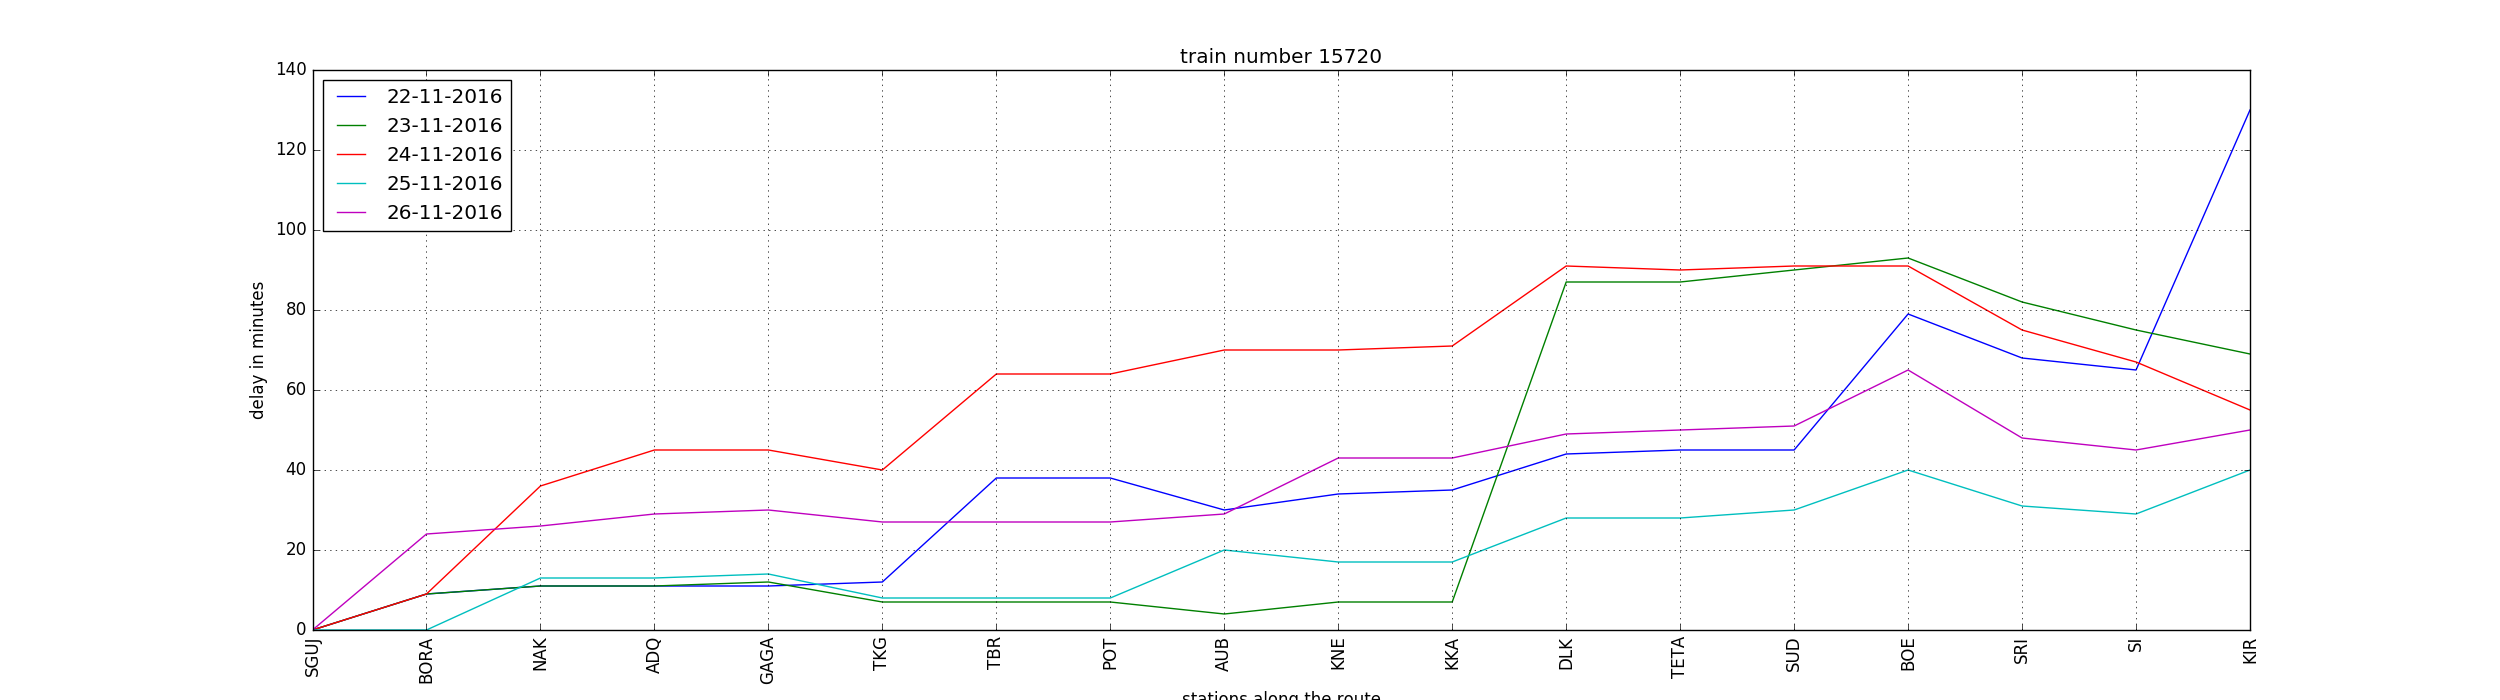 train number 15720
140
120
100
80
60
40
20
0
delay in minutes
22-11-2016
23-11-2016
24-11-2016
25-11-2016
26-11-2016
SGUJ
BORA
NAK
ADQ
GAGA
TKG
TBR
POT
AUB
KNE
KKA
DLK
TETA
SUD
BOE
SRI
SI
KIR
stations along the route